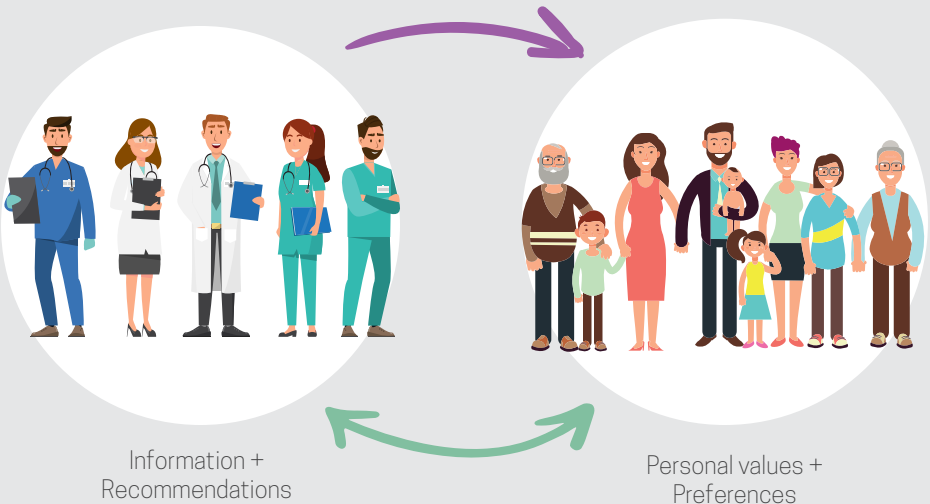 Information +
Recommendations
Personal values +
Preferences